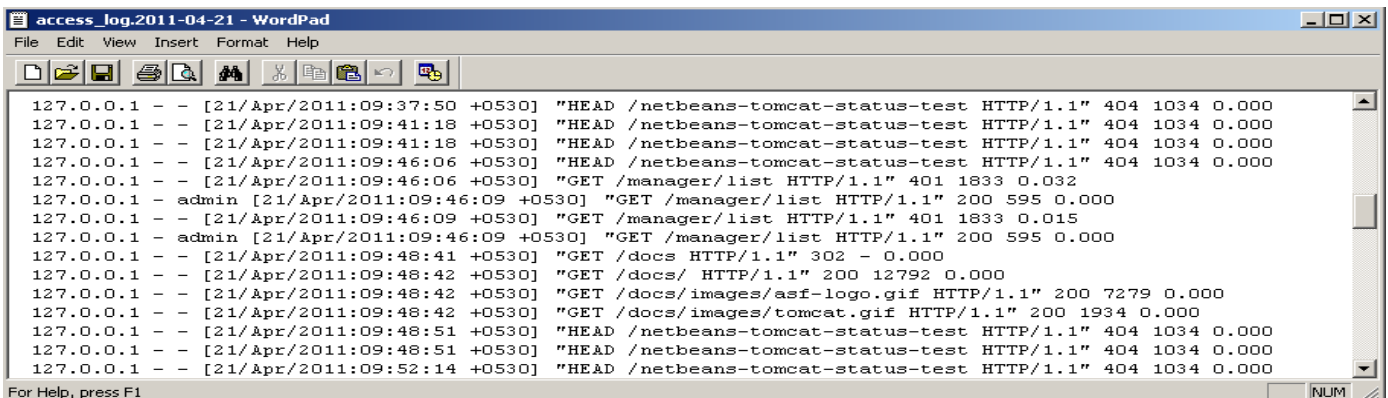 access_log.2011-04-21 - WordPad
File Edit View Insert Format Help
127.0.0.1 - - [21/Apr/2011:09:37:50 +0530] "HEAD /netbeans-tomcat-status-test HTTP/1.1" 404 1034 0.000
127.0.0.1 - - [21/Apr/2011:09:41:18 +0530] "HEAD /netbeans-tomcat-status-test HTTP/1.1" 404 1034 0.000
127.0.0.1 - - [21/Apr/2011:09:41:18 +0530] "HEAD /netbeans-tomcat-status-test HTTP/1.1" 404 1034 0.000
127.0.0.1 - - [21/Apr/2011:09:46:06 +0530] "HEAD /netbeans-tomcat-status-test HTTP/1.1" 404 1034 0.000
127.0.0.1 - - [21/Apr/2011:09:46:06 +0530] "GET /manager/list HTTP/1.1" 401 1833 0.032
127.0.0.1 - admin [21/Apr/2011:09:46:09 +0530] "GET /manager/list HTTP/1.1" 200 595 0.000
127.0.0.1 - - [21/Apr/2011:09:46:09 +0530] "GET /manager/list HTTP/1.1" 401 1833 0.015
127.0.0.1 - admin [21/Apr/2011:09:46:09 +0530] "GET /manager/list HTTP/1.1" 200 595 0.000
127.0.0.1 - - [21/Apr/2011:09:48:41 +0530] "GET /docs HTTP/1.1" 302 - 0.000
127.0.0.1 - - [21/Apr/2011:09:48:42 +0530] "GET /docs/ HTTP/1.1" 200 12792 0.000
127.0.0.1 - - [21/Apr/2011:09:48:42 +0530] "GET /docs/images/asf-logo.gif HTTP/1.1" 200 7279 0.000
127.0.0.1 - - [21/Apr/2011:09:48:42 +0530] "GET /docs/images/tomcat.gif HTTP/1.1" 200 1934 0.000
127.0.0.1 - - [21/Apr/2011:09:48:51 +0530] "HEAD /netbeans-tomcat-status-test HTTP/1.1" 404 1034 0.000
127.0.0.1 - - [21/Apr/2011:09:48:51 +0530] "HEAD /netbeans-tomcat-status-test HTTP/1.1" 404 1034 0.000
127.0.0.1 - - [21/Apr/2011:09:52:14 +0530] "HEAD /netbeans-tomcat-status-test HTTP/1.1" 404 1034 0.000
For Help, press F1
NUM